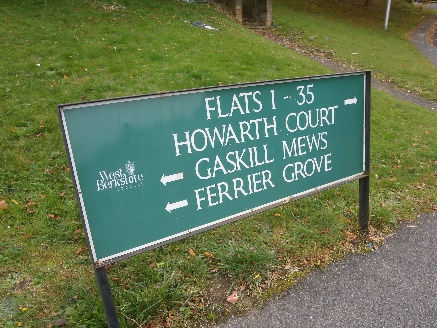 FLATS 1 - 35
HOWARTH COURT
GASKILL MEWS
FERRIER GROVE
West
Berkshire